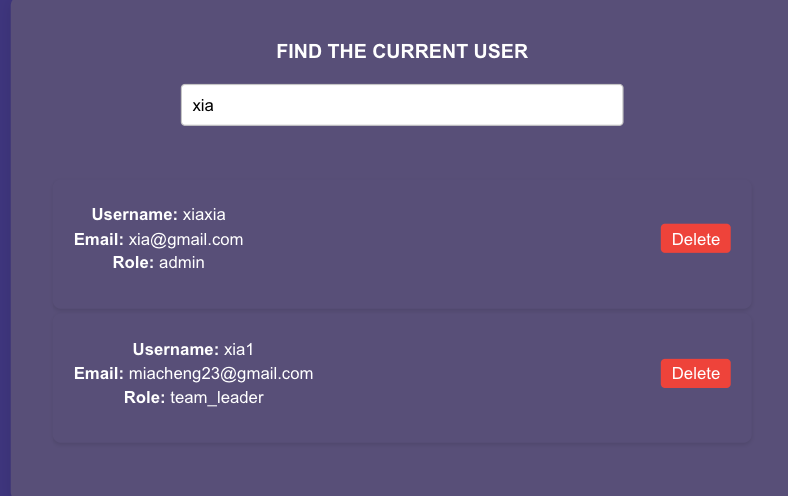 FIND THE CURRENT USER
xia
Username: xiaxia
Email: xia@gmail.com
Role: admin
Delete
Username: xia1
Email: miacheng23@gmail.com
Role: team_leader
Delete